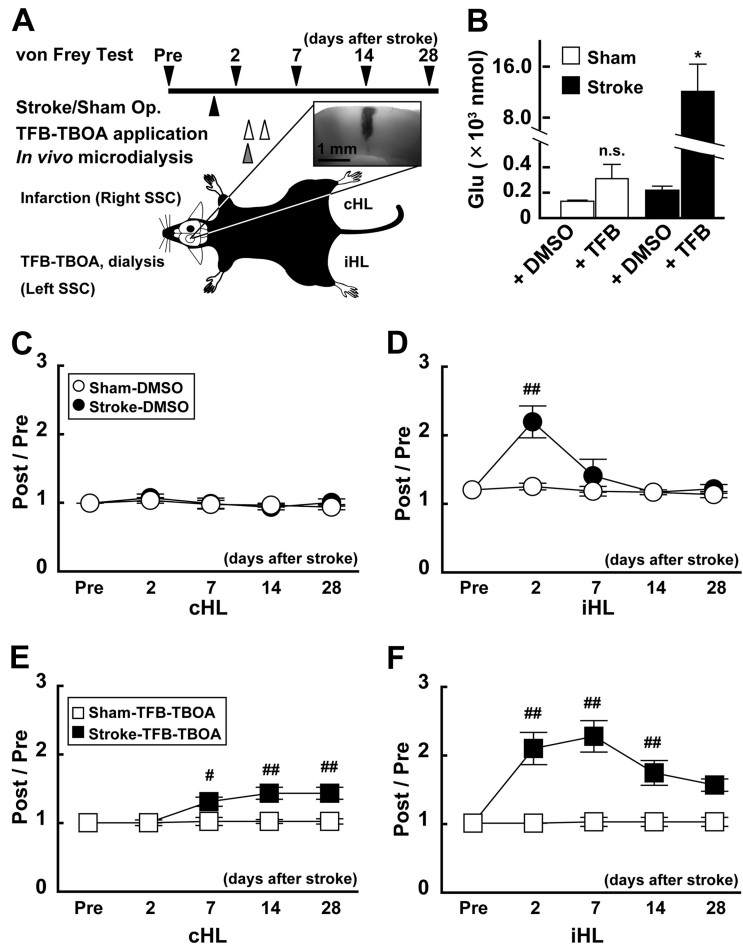 A
(days after stroke)
von Frey Test Pre 2 7 14 28
Stroke/Sham Op.
TFB-TBOA application
In vivo microdialysis
1 mm
Infarction (Right SSC)
cHL
TFB-TBOA, dialysis
iHL
(Left SSC)
B
Sham
Stroke
Glu (× 10³ nmol)
16.0
8.0
0.4
0.2
0
n.s.
*
+ DMSO
+ TFB
+ DMSO
+ TFB
C
Sham-DMSO
Stroke-DMSO
Post / Pre
3
2
1
0
(days after stroke)
Pre 2 7 14 28
cHL
D
Post / Pre
3
2
1
0
##
(days after stroke)
Pre 2 7 14 28
iHL
E
Sham-TFB-TBOA
Stroke-TFB-TBOA
Post / Pre
3
2
1
0
# ## ##
(days after stroke)
Pre 2 7 14 28
cHL
F
Post / Pre
3
2
1
0
## ## ##
(days after stroke)
Pre 2 7 14 28
iHL